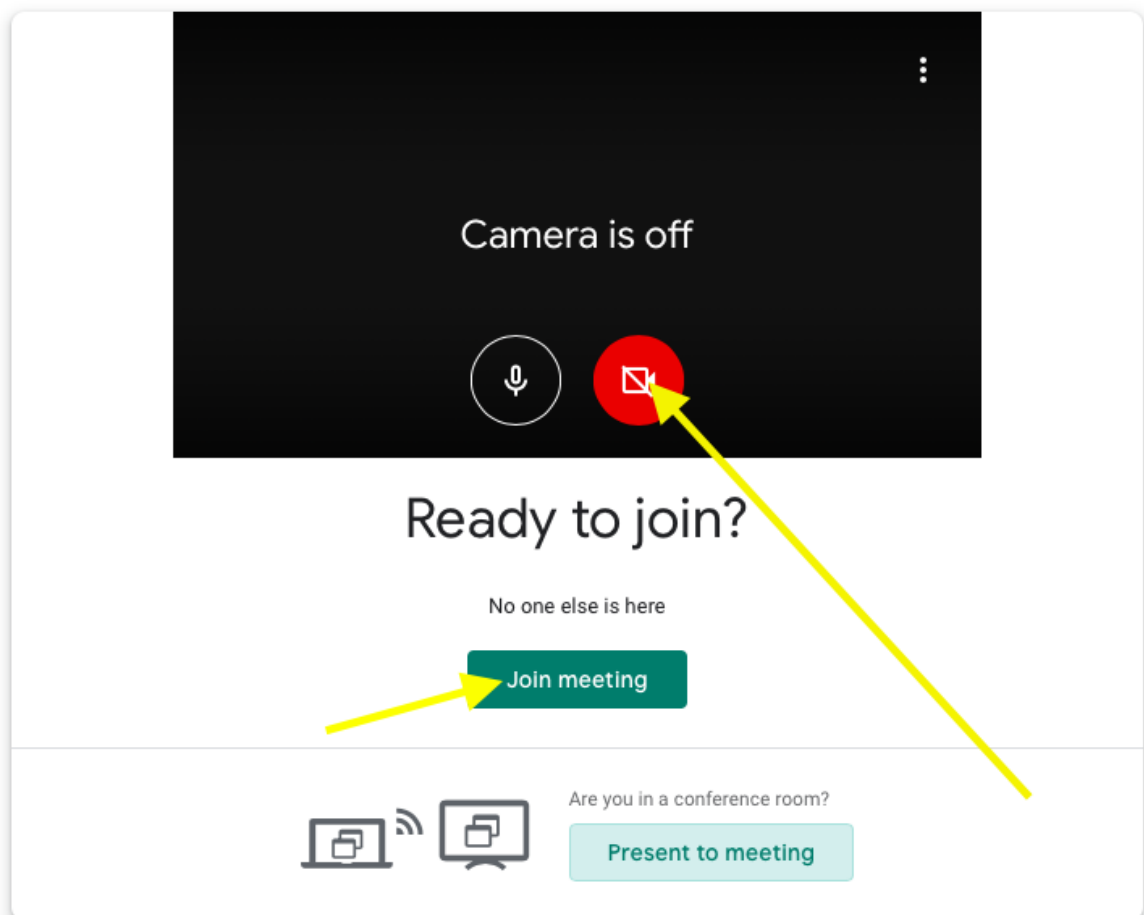 Camera is off
Ready to join?
No one else is here
Join meeting
Are you in a conference room?
Present to meeting